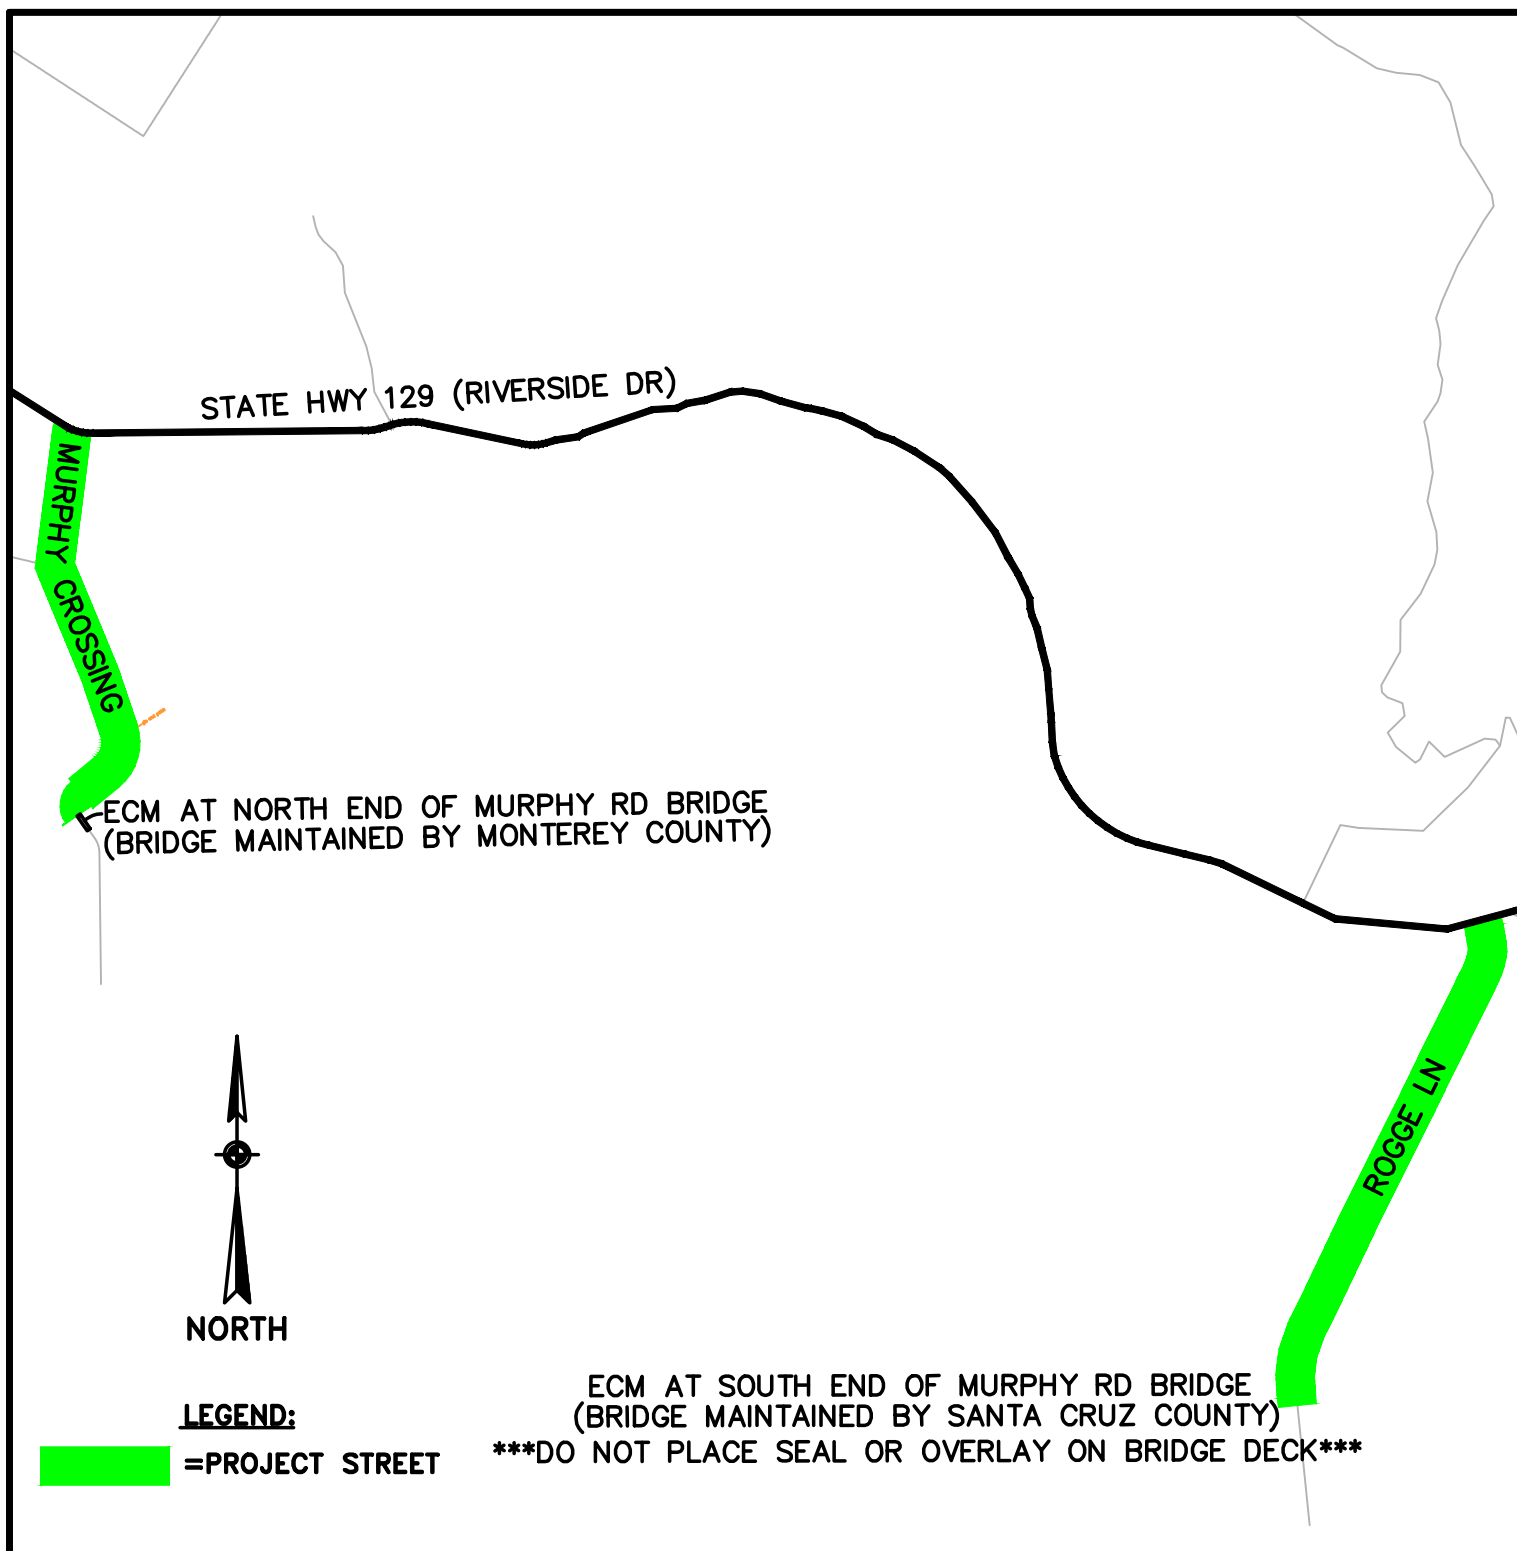 STATE HWY 129 (RIVERSIDE DR)
MURPHY CROSSING
ECM AT NORTH END OF MURPHY RD BRIDGE
(BRIDGE MAINTAINED BY MONTEREY COUNTY)
ROGGE LN
NORTH
ECM AT SOUTH END OF MURPHY RD BRIDGE
(BRIDGE MAINTAINED BY SANTA CRUZ COUNTY)
***DO NOT PLACE SEAL OR OVERLAY ON BRIDGE DECK***
LEGEND:
=PROJECT STREET